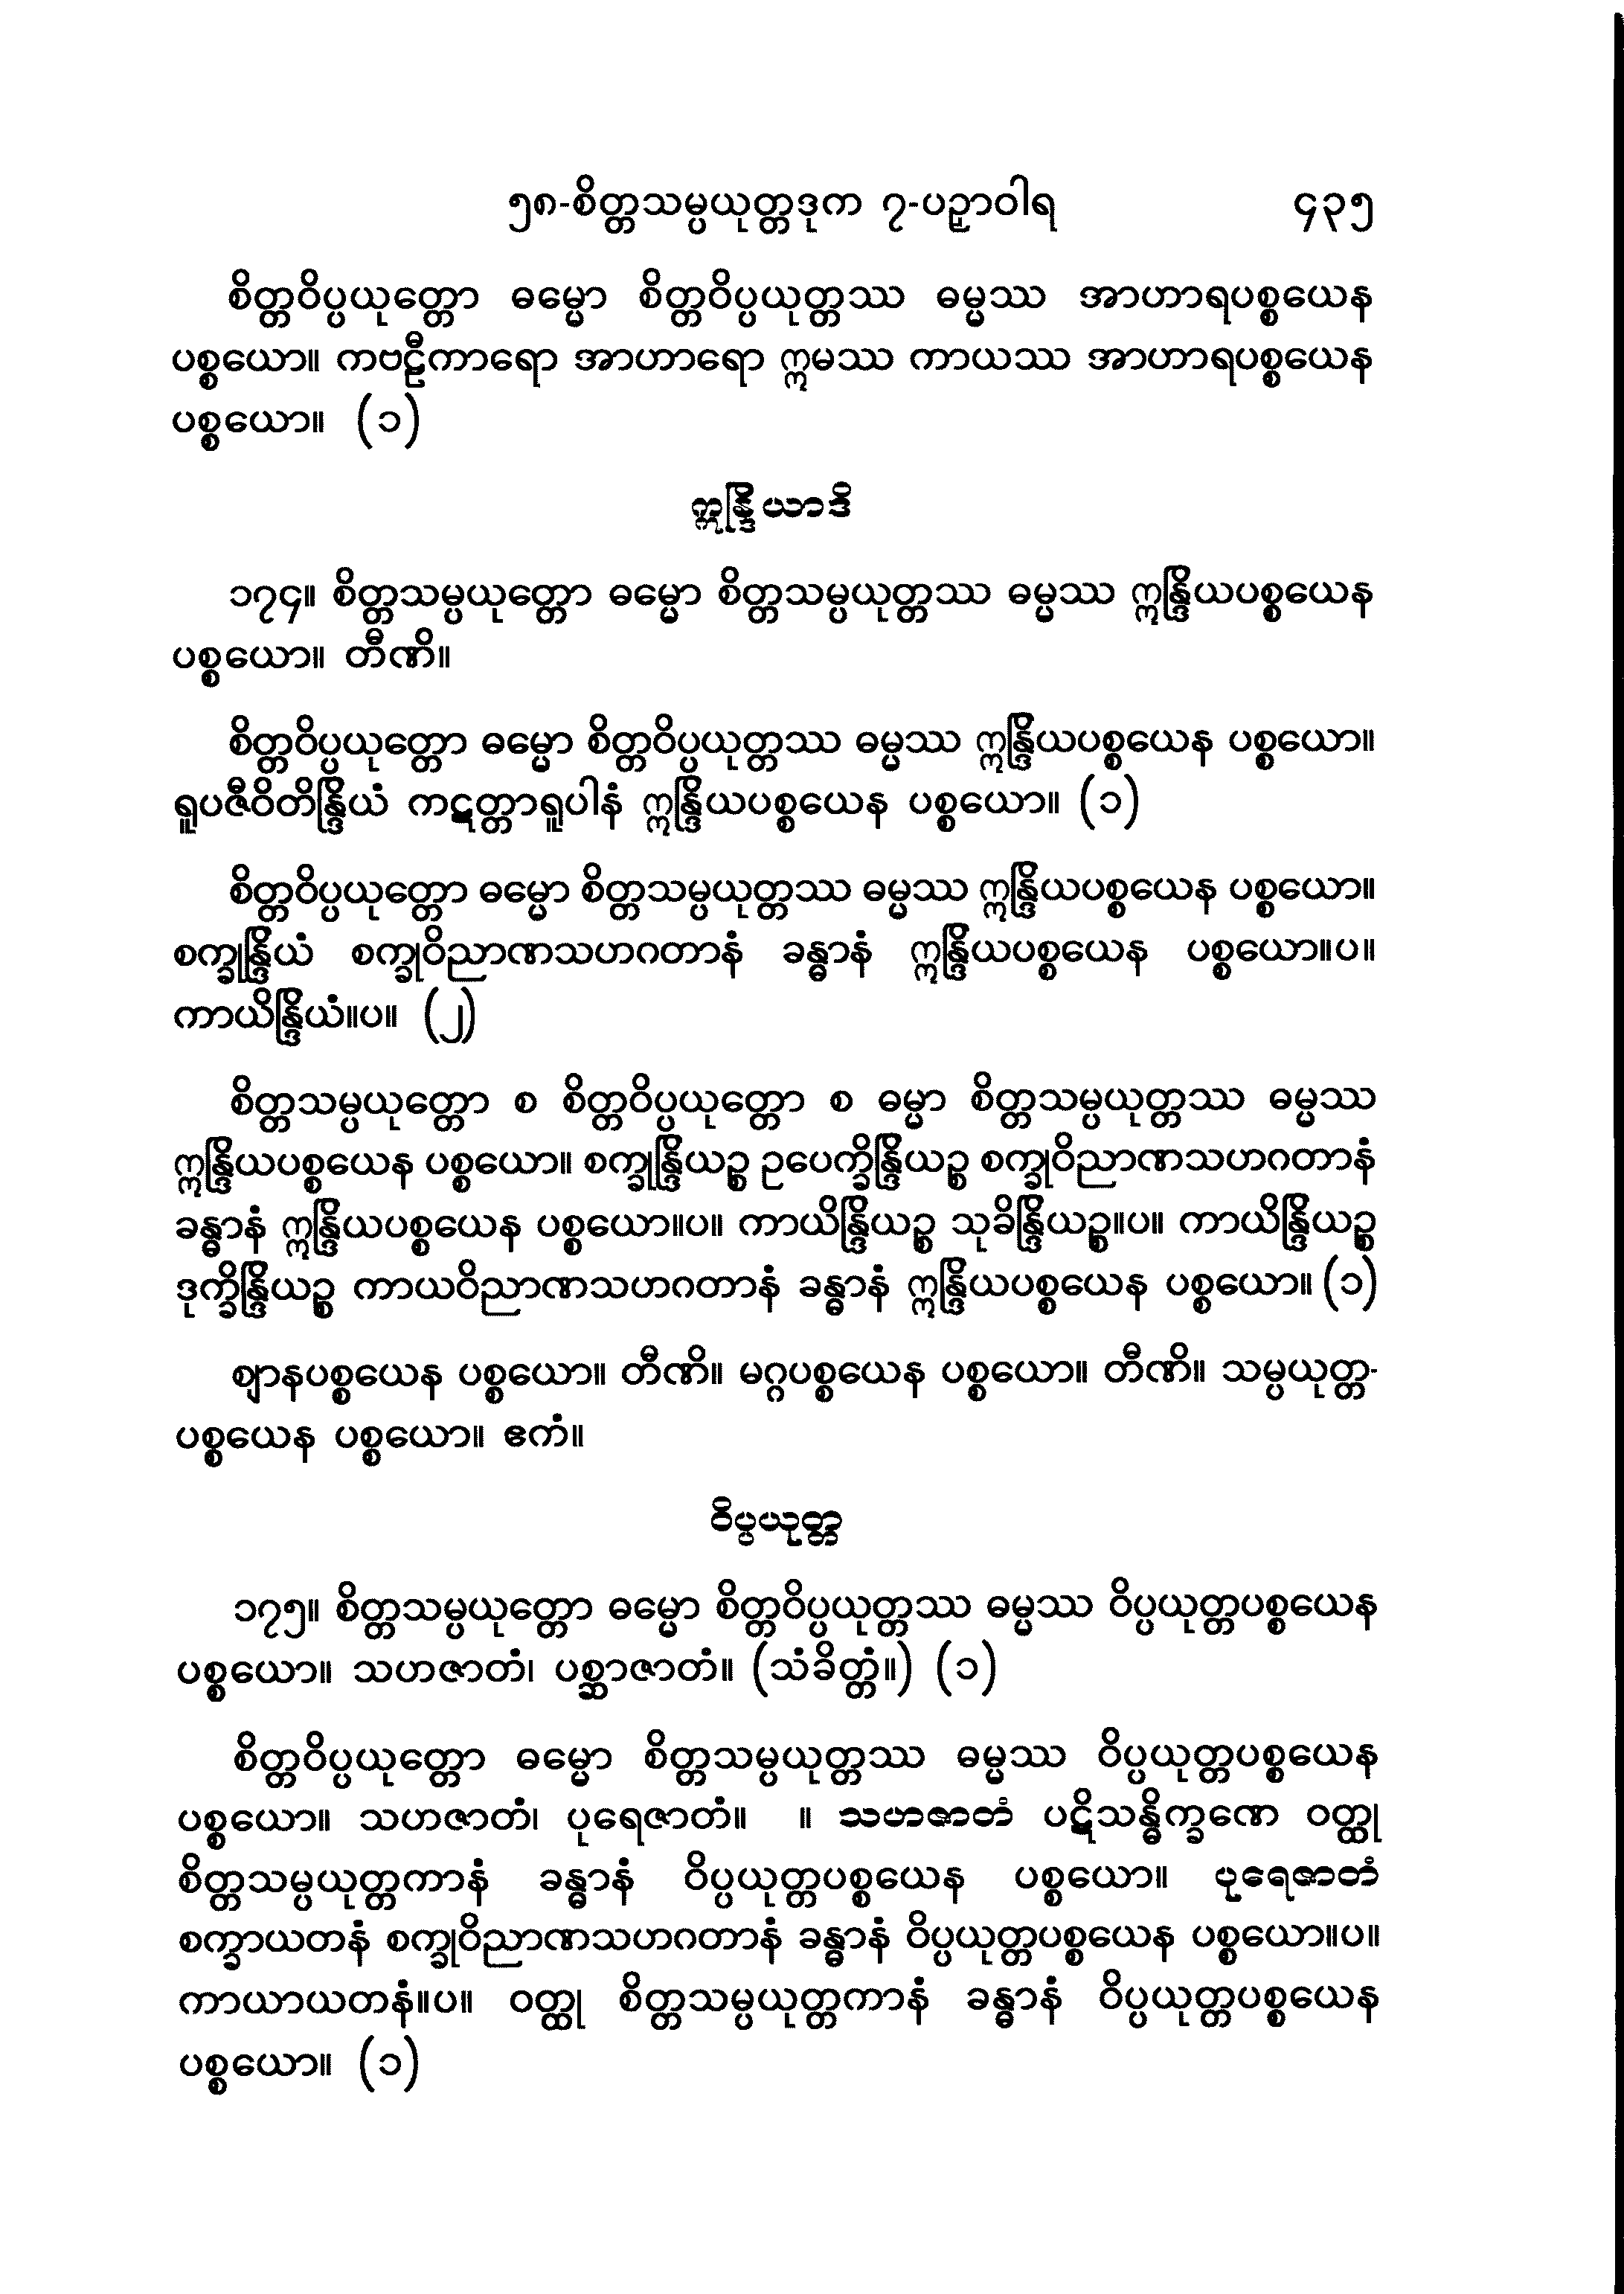 ၅၈-စိတ္တသမ္ပယုတ္တဒုက ၇-ပဉှာဝါရ ၄၃၅
စိတ္တဝိပ္ပယုတ္တော ဓမ္မော စိတ္တဝိပ္ပယုတ္တဿ ဓမ္မဿ အာဟာရပစ္စယေန
ပစ္စယော။ ကဗဠီကာရော အာဟာရော ဣမဿ ကာယဿ အာဟာရပစ္စယေန
ပစ္စယော။ (၁)
ဣန္ဒြိယာဒိ
၁၇၄။ စိတ္တသမ္ပယုတ္တော ဓမ္မော စိတ္တသမ္ပယုတ္တဿ ဓမ္မဿ ဣန္ဒြိယပစ္စယေန
ပစ္စယော။ တီဏိ။
စိတ္တဝိပ္ပယုတ္တော ဓမ္မော စိတ္တဝိပ္ပယုတ္တဿ ဓမ္မဿ ဣန္ဒြိယပစ္စယေန ပစ္စယော။
ရူပဇီဝိတိန္ဒြိယံ ကဋတ္တာရူပါနံ ဣန္ဒြိယပစ္စယေန ပစ္စယော။ (၁)
စိတ္တဝိပ္ပယုတ္တော ဓမ္မော စိတ္တသမ္ပယုတ္တဿ ဓမ္မဿ ဣန္ဒြိယပစ္စယေန ပစ္စယော။
စက္ခုန္ဒြိယံ စက္ခုဝိညာဏသဟဂတာနံ ခန္ဓာနံ ဣန္ဒြိယပစ္စယေန ပစ္စယော။ပ။
ကာယိန္ဒြိယံ။ပ။ (၂)
စိတ္တသမ္ပယုတ္တော စ စိတ္တဝိပ္ပယုတ္တော စ ဓမ္မာ စိတ္တသမ္ပယုတ္တဿ ဓမ္မဿ
ဣန္ဒြိယပစ္စယေန ပစ္စယော။ စက္ခုန္ဒြိယဉ္စ ဥပေက္ခိန္ဒြိယဉ္စ စက္ခုဝိညာဏသဟဂတာနံ
ခန္ဓာနံ ဣန္ဒြိယပစ္စယေန ပစ္စယော။ပ။ ကာယိန္ဒြိယဉ္စ သုခိန္ဒြိယဉ္စ။ပ။ ကာယိန္ဒြိယဉ္စ
ဒုက္ခိန္ဒြိယဉ္စ ကာယဝိညာဏသဟဂတာနံ ခန္ဓာနံ ဣန္ဒြိယပစ္စယေန ပစ္စယော။ (၁)
ဈာနပစ္စယေန ပစ္စယော။ တီဏိ။ မဂ္ဂပစ္စယေန ပစ္စယော။ တီဏိ။ သမ္ပယုတ္တ-
ပစ္စယေန ပစ္စယော။ ဧကံ။
ဝိပ္ပယုတ္တ
၁၇၅။ စိတ္တသမ္ပယုတ္တော ဓမ္မော စိတ္တဝိပ္ပယုတ္တဿ ဓမ္မဿ ဝိပ္ပယုတ္တပစ္စယေန
ပစ္စယော။ သဟဇာတံ၊ ပစ္ဆာဇာတံ။ (သံခိတ္တံ။) (၁)
စိတ္တဝိပ္ပယုတ္တော ဓမ္မော စိတ္တသမ္ပယုတ္တဿ ဓမ္မဿ ဝိပ္ပယုတ္တပစ္စယေန
ပစ္စယော။ သဟဇာတံ၊ ပုရေဇာတံ။ ။ သဟဇာတံ ပဋိသန္ဓိက္ခဏေ ဝတ္ထု
စိတ္တသမ္ပယုတ္တကာနံ ခန္ဓာနံ ဝိပ္ပယုတ္တပစ္စယေန ပစ္စယော။ ပုရေဇာတံ
စက္ခာယတနံ စက္ခုဝိညာဏသဟဂတာနံ ခန္ဓာနံ ဝိပ္ပယုတ္တပစ္စယေန ပစ္စယော။ပ။
ကာယာယတနံ။ပ။ ဝတ္ထု စိတ္တသမ္ပယုတ္တကာနံ ခန္ဓာနံ ဝိပ္ပယုတ္တပစ္စယေန
ပစ္စယော။ (၁)